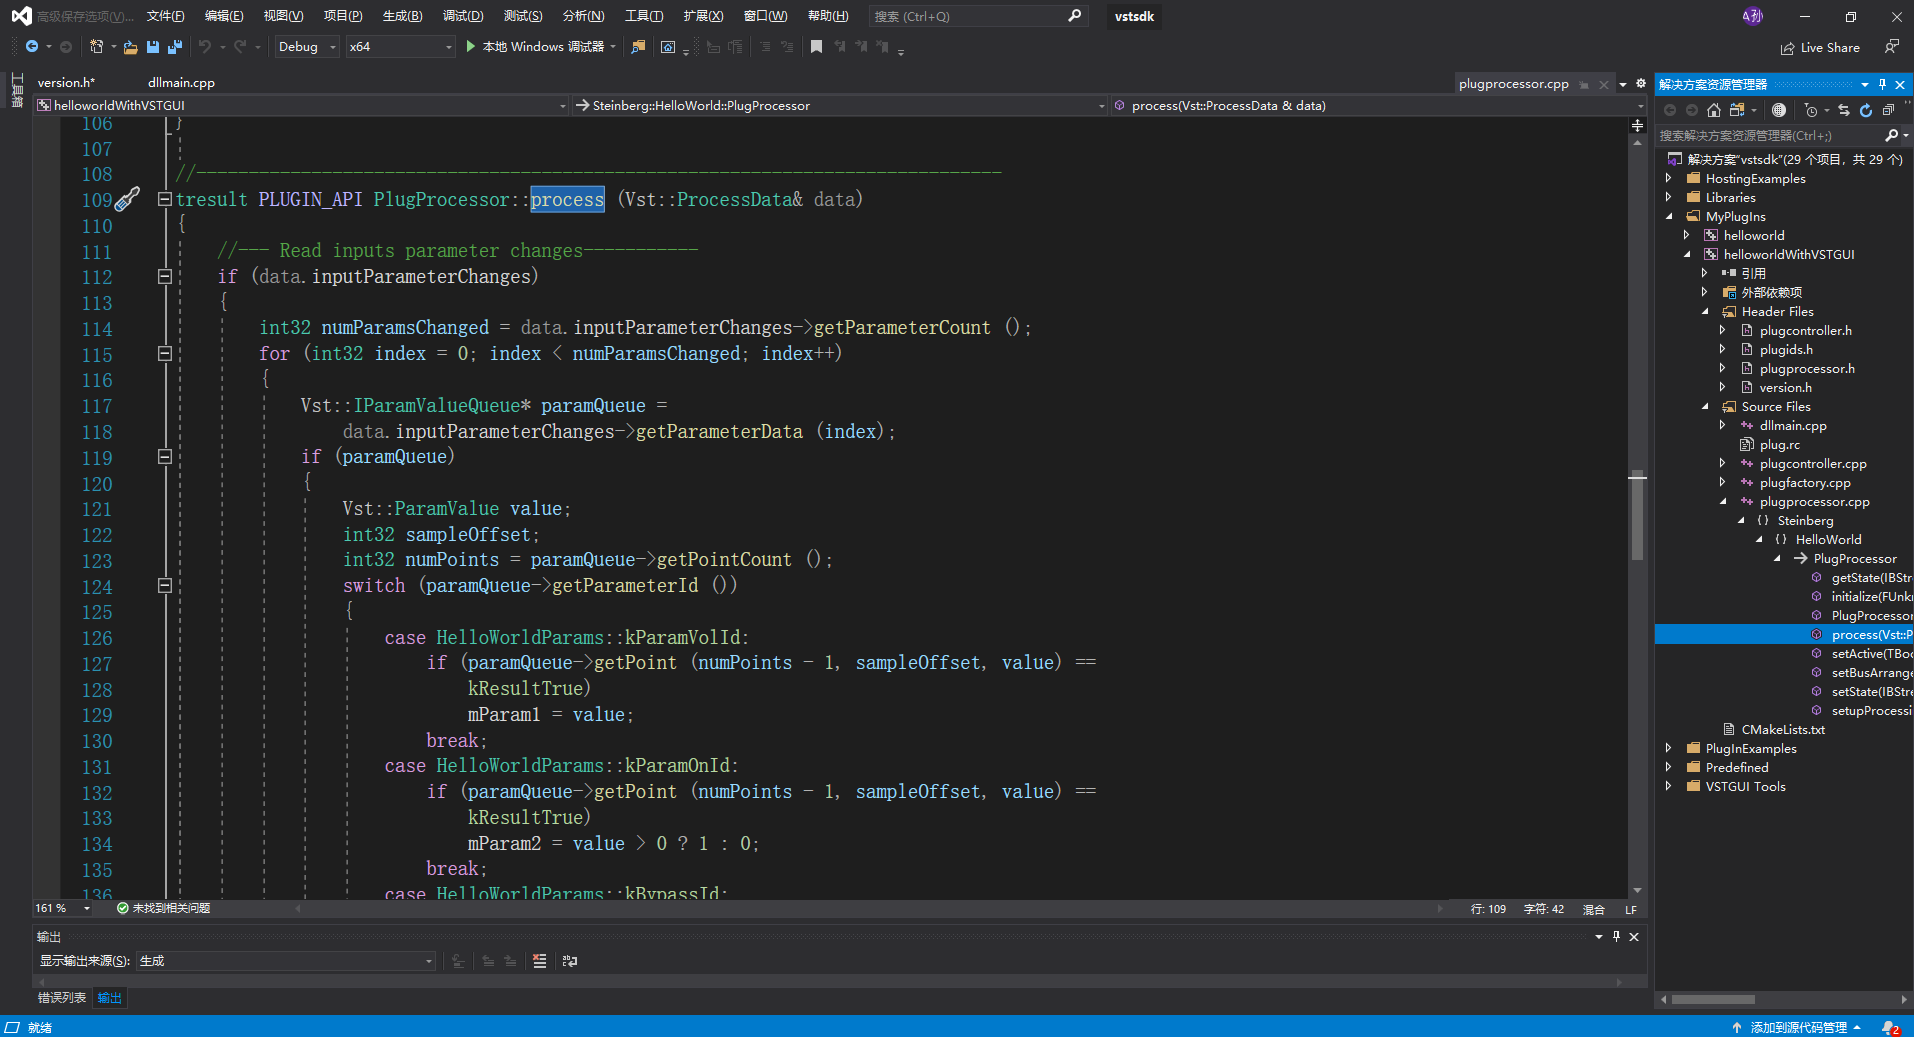 高级保存选项(V)... 文件(F) 编辑(E) 视图(V) 项目(P) 生成(B) 调试(D) 测试(S) 分析(N) 工具(T) 扩展(X) 窗口(W) 帮助(H) 搜索 (Ctrl+Q) vstsdk A孙
Debug x64 本地 Windows 调试器 Live Share
工具箱
version.h* dllmain.cpp plugprocessor.cpp
helloworldWithVSTGUI Steinberg::HelloWorld::PlugProcessor process(Vst::ProcessData & data)
106 }
107
108 //----------------------------------------------------------------------------
109 tresult PLUGIN_API PlugProcessor::process (Vst::ProcessData& data)
110 {
111 //--- Read inputs parameter changes-----------
112 if (data.inputParameterChanges)
113 {
114 int32 numParamsChanged = data.inputParameterChanges->getParameterCount ();
115 for (int32 index = 0; index < numParamsChanged; index++)
116 {
117 Vst::IParamValueQueue* paramQueue =
118 data.inputParameterChanges->getParameterData (index);
119 if (paramQueue)
120 {
121 Vst::ParamValue value;
122 int32 sampleOffset;
123 int32 numPoints = paramQueue->getPointCount ();
124 switch (paramQueue->getParameterId ())
125 {
126 case HelloWorldParams::kParamVolId:
127 if (paramQueue->getPoint (numPoints - 1, sampleOffset, value) ==
128 kResultTrue)
129 mParam1 = value;
130 break;
131 case HelloWorldParams::kParamOnId:
132 if (paramQueue->getPoint (numPoints - 1, sampleOffset, value) ==
133 kResultTrue)
134 mParam2 = value > 0 ? 1 : 0;
135 break;
136 case HelloWorldParams::kBypassId:
161 % 未找到相关问题 行: 109 字符: 42 混合 LF
输出
显示输出来源(S): 生成
错误列表 输出
解决方案资源管理器
搜索解决方案资源管理器(Ctrl+;)
解决方案"vstsdk"(29 个项目，共 29 个)
HostingExamples
Libraries
MyPlugIns
helloworld
helloworldWithVSTGUI
引用
外部依赖项
Header Files
plugcontroller.h
plugids.h
plugprocessor.h
version.h
Source Files
dllmain.cpp
plug.rc
plugcontroller.cpp
plugfactory.cpp
plugprocessor.cpp
{} Steinberg
{} HelloWorld
PlugProcessor
getState(IBStr
initialize(FUnk
PlugProcessor
process(Vst::P
setActive(TBoo
setBusArrange
setState(IBStre
setupProcessi
CMakeLists.txt
PlugInExamples
Predefined
VSTGUI Tools
就绪 添加到源代码管理 2